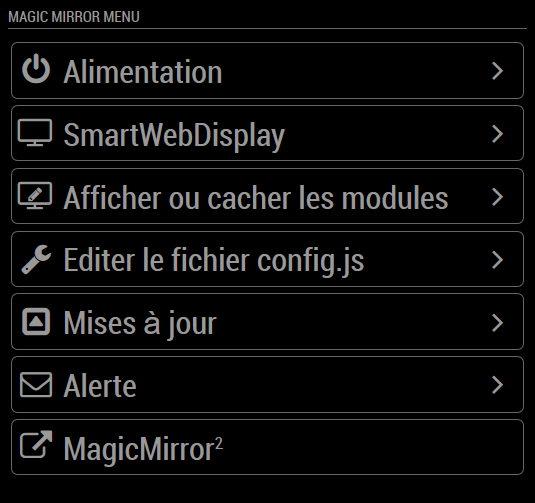 MAGIC MIRROR MENU
Alimentation
SmartWebDisplay
Afficher ou cacher les modules
Editer le fichier config.js
Mises à jour
Alerte
MagicMirror²